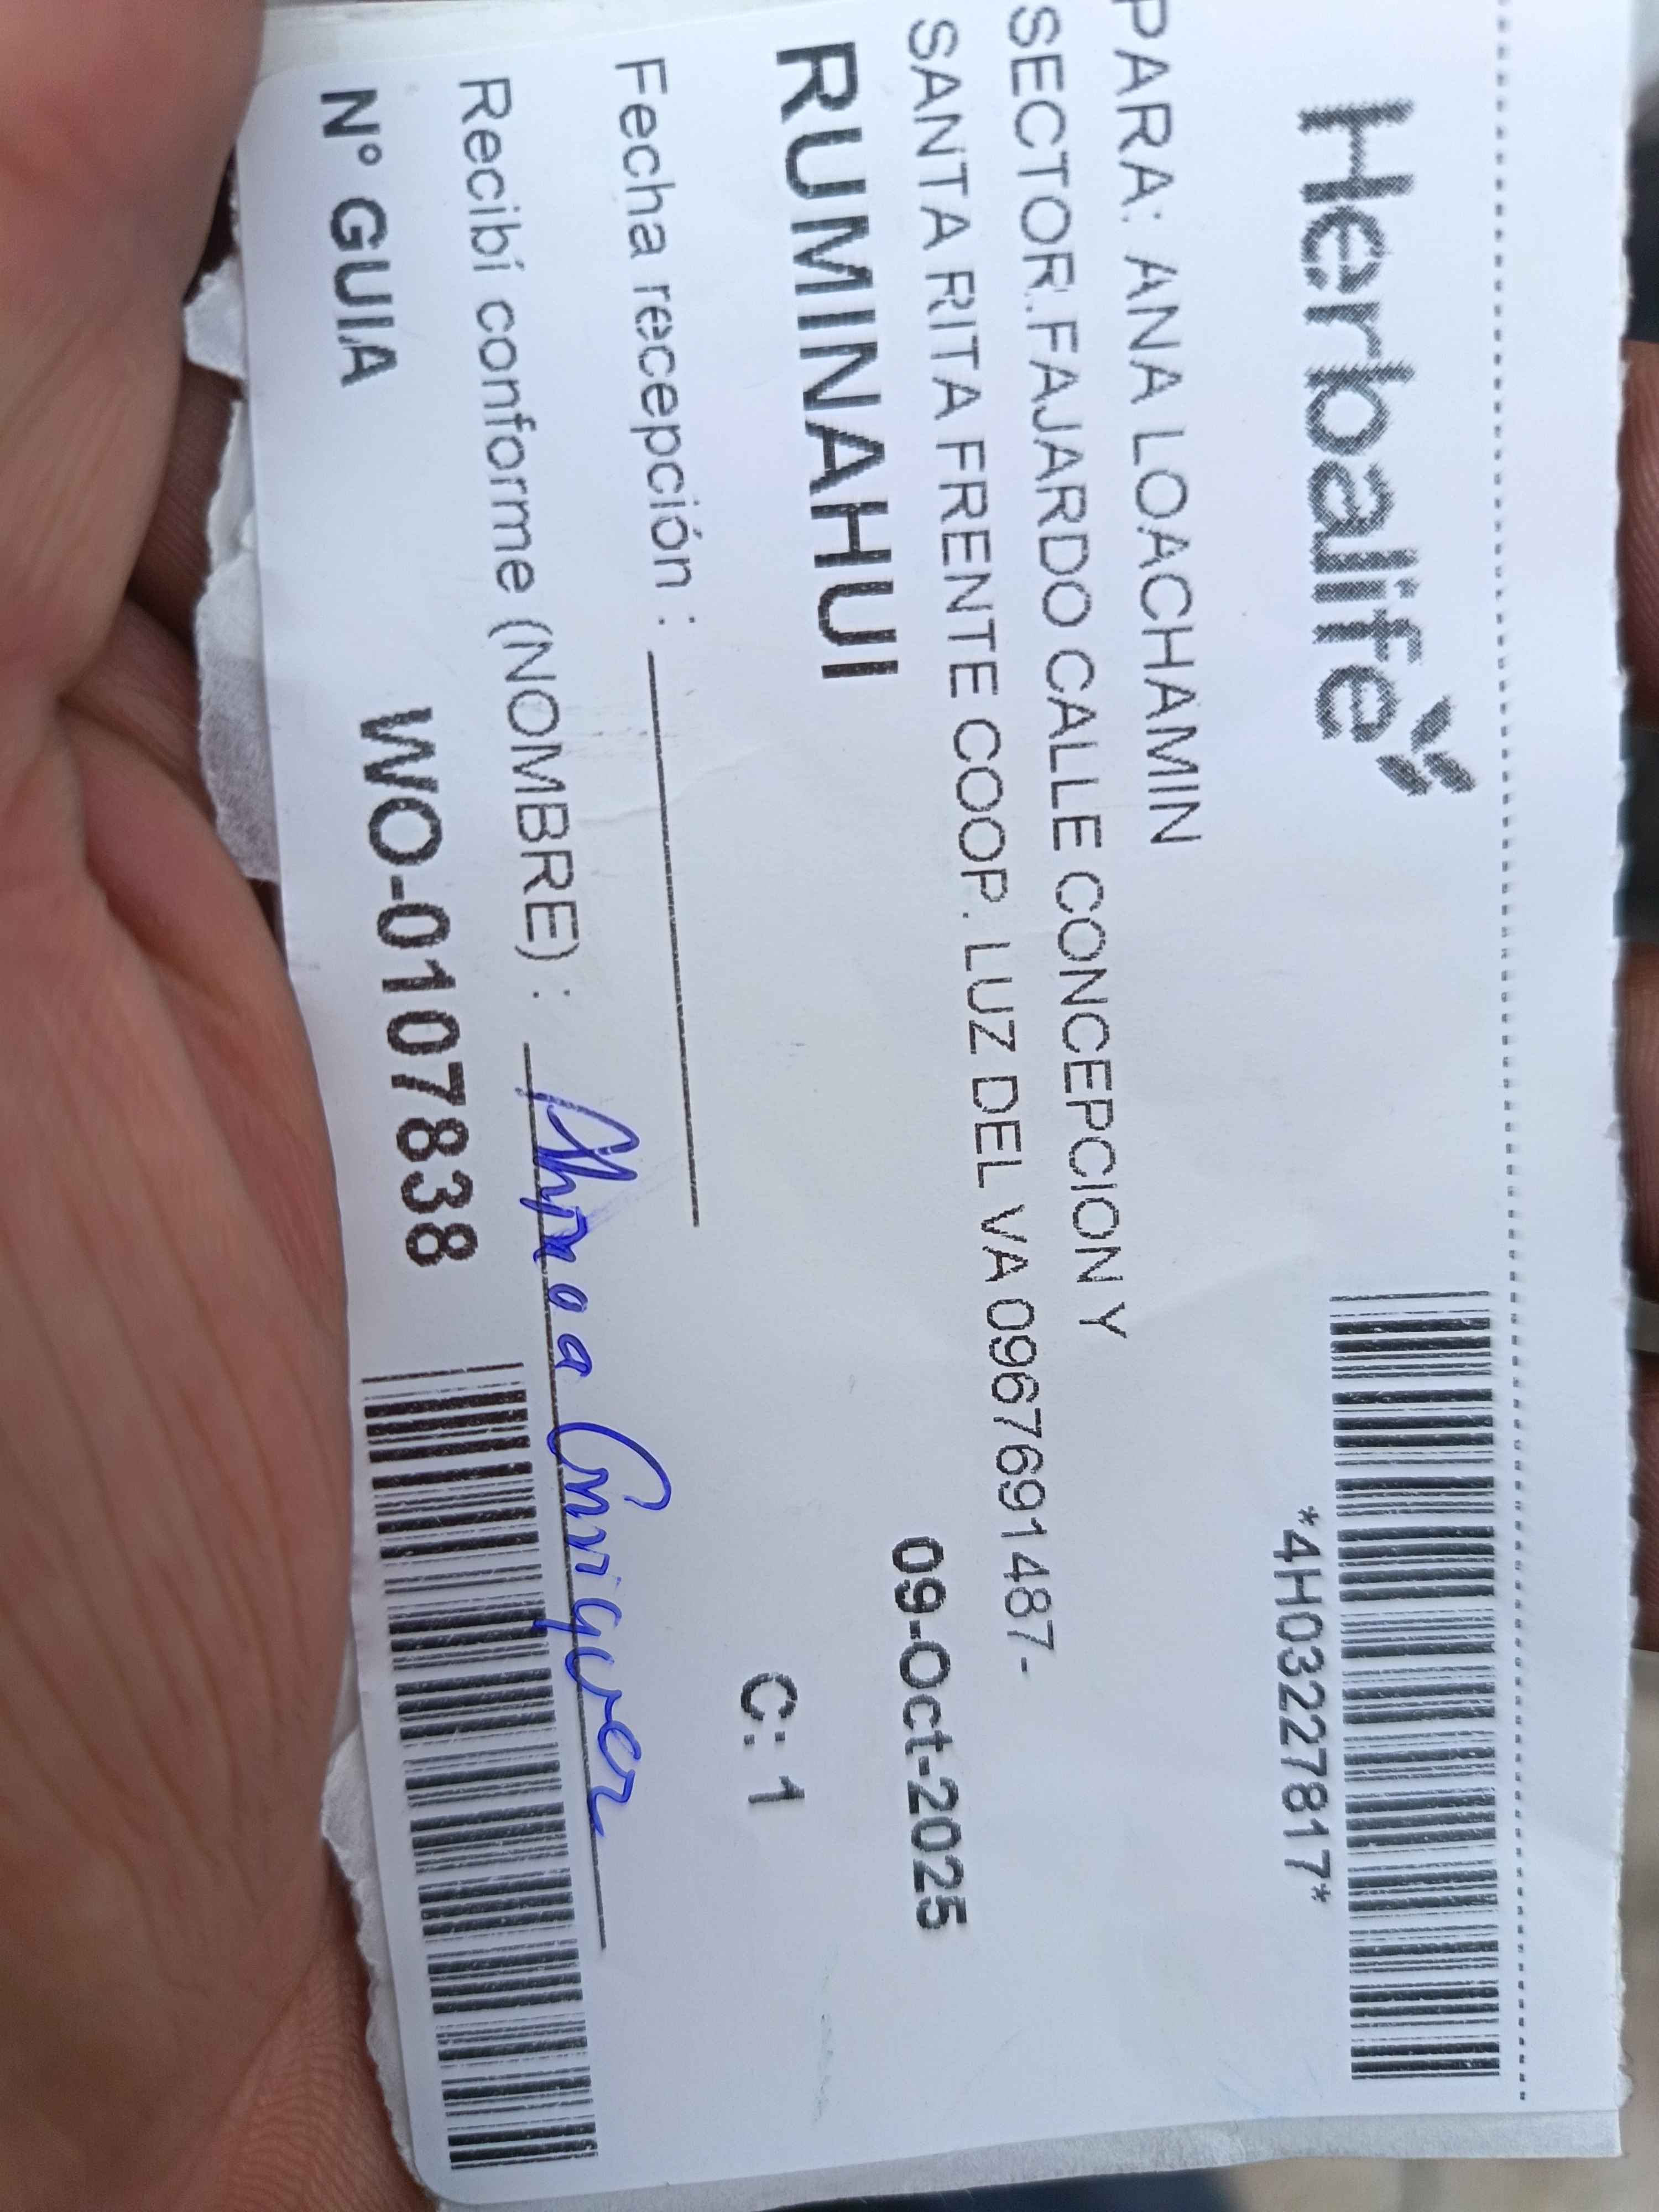 Herbalife
*4H03227817*
PARA: ANA LOACHAMIN
SECTOR.FAJARDO CALLE CONCEPCION Y
SANTA RITA FRENTE COOP. LUZ DEL VA 0967691487-
RUMINAHUI
09-Oct-2025
C: 1
Fecha recepción :
Recibí conforme (NOMBRE) :
N° GUIA WO-0107838